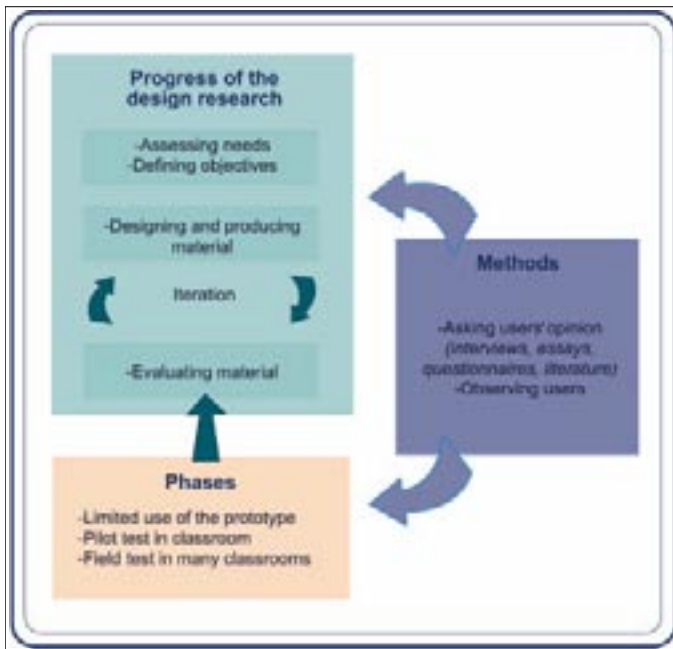 Progress of the
design research
-Assessing needs
-Defining objectives
-Designing and producing
material
Iteration
-Evaluating material
Methods
-Asking users' opinion
(interviews, essays,
questionnaires, literature)
-Observing users
Phases
-Limited use of the prototype
-Pilot test in classroom
-Field test in many classrooms